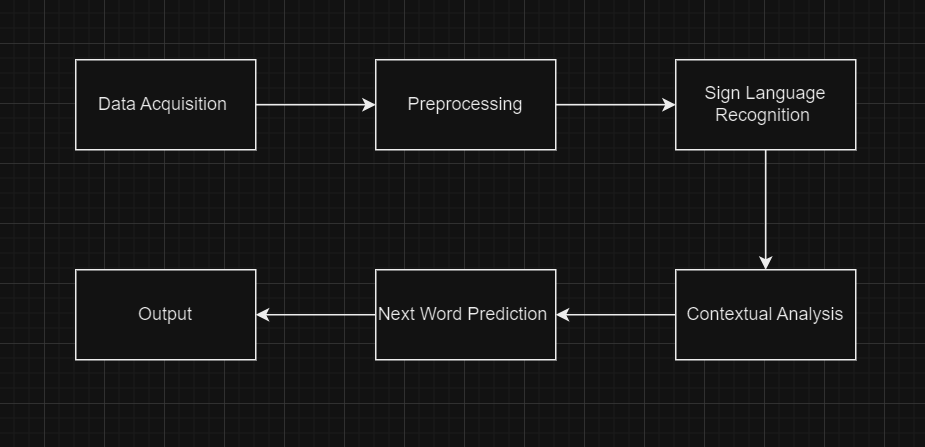 Data Acquisition
Preprocessing
Sign Language
Recognition
Contextual Analysis
Next Word Prediction
Output